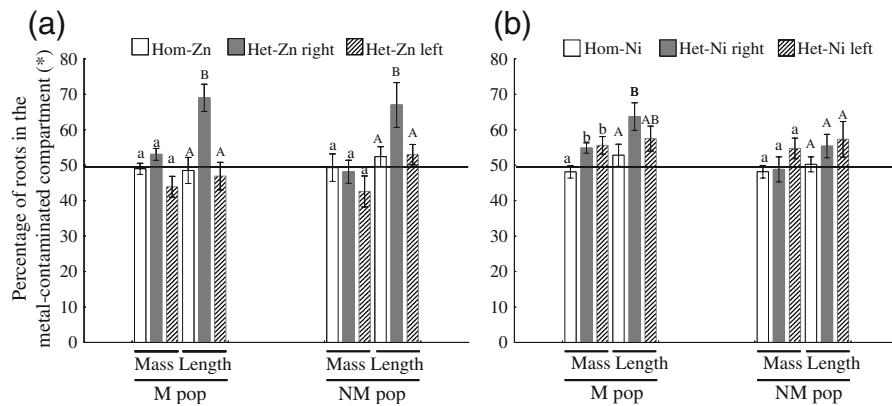 (a)
Hom-Zn Het-Zn right Het-Zn left
Percentage of roots in the
metal-contaminated compartment (*)
80
70
60
50
40
30
20
10
0
a a a A B A
a a a A B A
Mass Length Mass Length
M pop NM pop
(b)
Hom-Ni Het-Ni right Het-Ni left
80
70
60
50
40
30
20
10
0
a b b A B AB
a a a A A A
Mass Length Mass Length
M pop NM pop